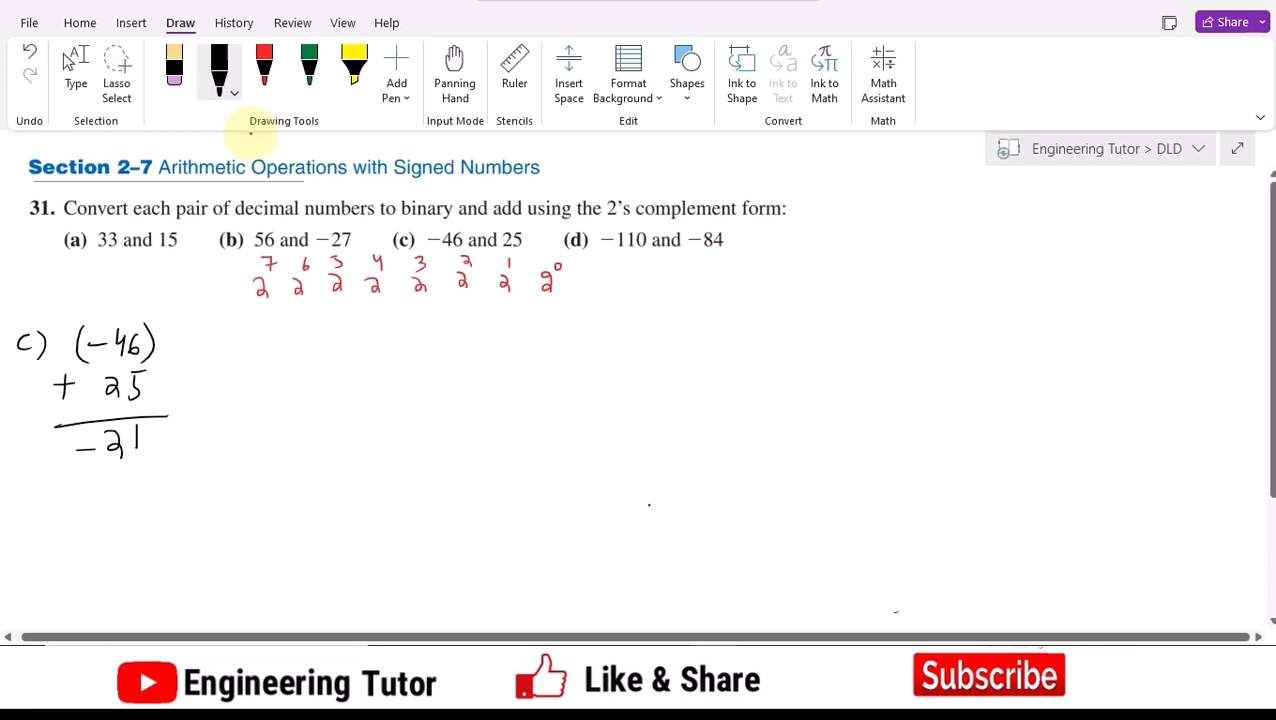 File Home Insert Draw History Review View Help Share
Undo Type Lasso Select Add Pen Panning Hand Ruler Insert Space Format Background Shapes Ink to Shape Ink to Text Ink to Math Math Assistant
Undo Selection Drawing Tools Input Mode Stencils Edit Convert Math
Engineering Tutor > DLD
Section 2–7 Arithmetic Operations with Signed Numbers
31. Convert each pair of decimal numbers to binary and add using the 2's complement form:
(a) 33 and 15 (b) 56 and −27 (c) −46 and 25 (d) −110 and −84
7 6 5 4 3 2 1 0
2 2 2 2 2 2 2 2
c) (−46)
+ 25
−21
Engineering Tutor Like & Share Subscribe